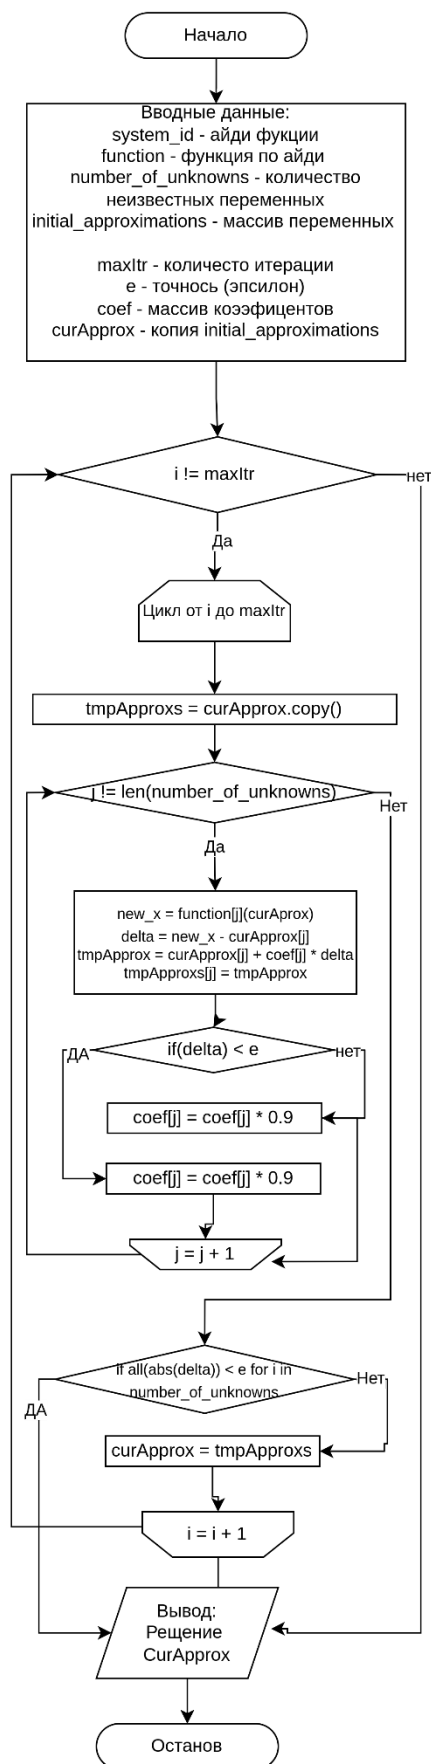 Начало
Вводные данные:
system_id - айди фукции
function - функция по айди
number_of_unknowns - количество
неизвестных переменных
initial_approximations - массив переменных
maxItr - количесто итерации
e - точнось (эпсилон)
coef - массив коээфицентов
curApprox - копия initial_approximations
i != maxItr
нет
Да
Цикл от i до maxItr
tmpApproxs = curApprox.copy()
j != len(number_of_unknowns)
Нет
Да
new_x = function[j](curAprox)
delta = new_x - curApprox[j]
tmpApprox = curApprox[j] + coef[j] * delta
tmpApproxs[j] = tmpApprox
ДА
if(delta) < e
нет
coef[j] = coef[j] * 0.9
coef[j] = coef[j] * 0.9
j = j + 1
if all(abs(delta)) < e for i in
number_of_unknowns
Нет
ДА
curApprox = tmpApproxs
i = i + 1
Вывод:
Рещение
CurApprox
Останов